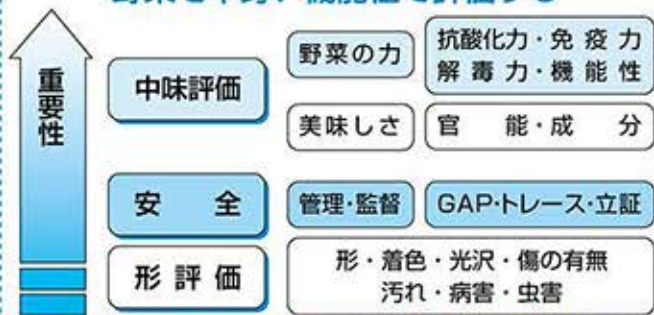 重要性
中味評価
野菜の力
抗酸化力・免疫力
解毒力・機能性
美味しさ
官能・成分
安全
管理・監督
GAP・トレース・立証
形評価
形・着色・光沢・傷の有無
汚れ・病害・虫害